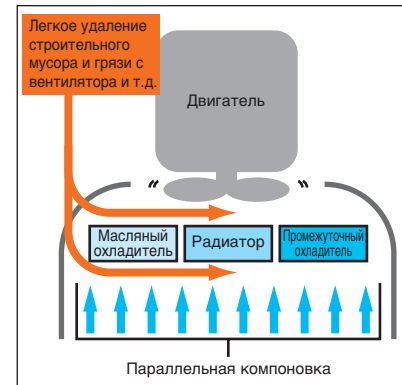 Легкое удаление
строительного
мусора и грязи с
вентилятора и т.д.
Двигатель
Масляный
охладитель
Радиатор
Промежуточный
охладитель
Параллельная компоновка